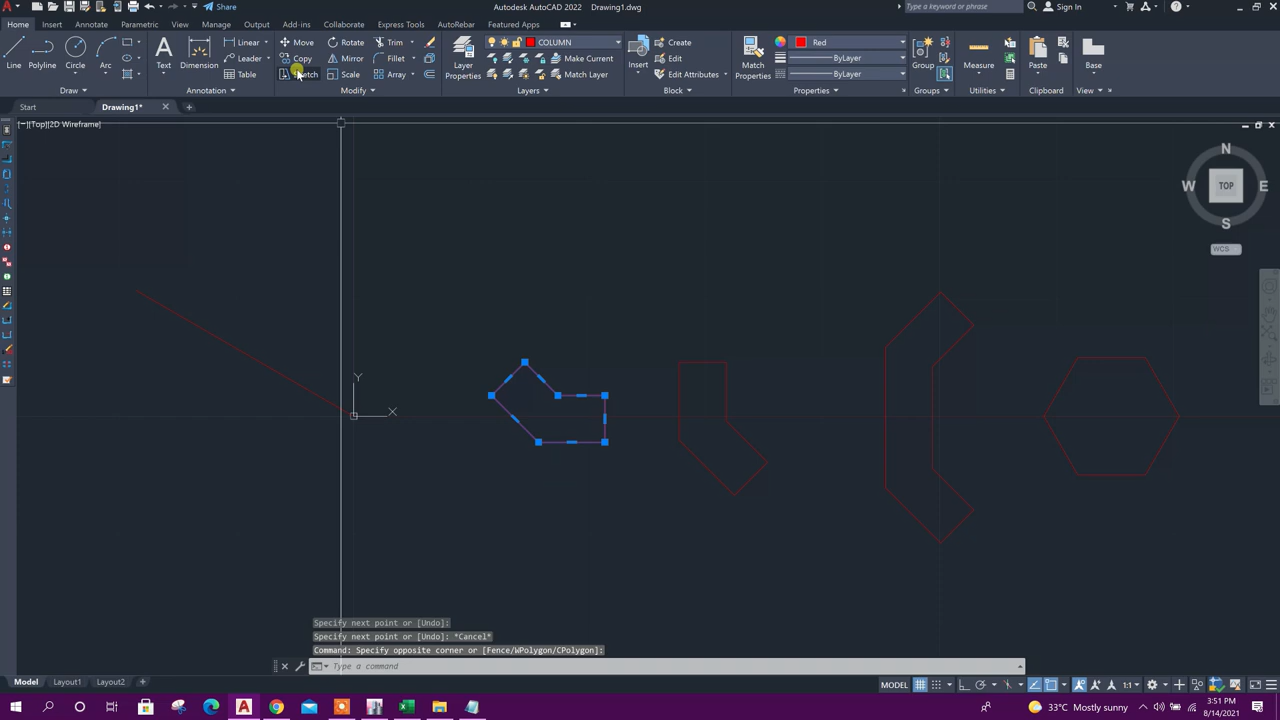 Share
Autodesk AutoCAD 2022
Drawing1.dwg
Type a keyword or phrase
Sign In
Home
Insert
Annotate
Parametric
View
Manage
Output
Add-ins
Collaborate
Express Tools
AutoRebar
Featured Apps
Line
Polyline
Circle
Arc
Text
Dimension
Linear
Leader
Table
Move
Copy
Rotate
Mirror
Scale
Trim
Fillet
Array
Layer
Properties
COLUMN
Make Current
Match Layer
Insert
Create
Edit
Edit Attributes
Match
Properties
Red
ByLayer
ByLayer
Group
Measure
Paste
Base
Draw
Annotation
Modify
Layers
Block
Properties
Groups
Utilities
Clipboard
View
Start
Drawing1*
[−][Top][2D Wireframe]
N
W
TOP
E
S
WCS
Y
X
Specify next point or [Undo]:
Specify next point or [Undo]: *Cancel*
Command: Specify opposite corner or [Fence/WPolygon/CPolygon]:
Type a command
Model
Layout1
Layout2
MODEL
1:1
33°C Mostly sunny
3:51 PM
8/14/2021